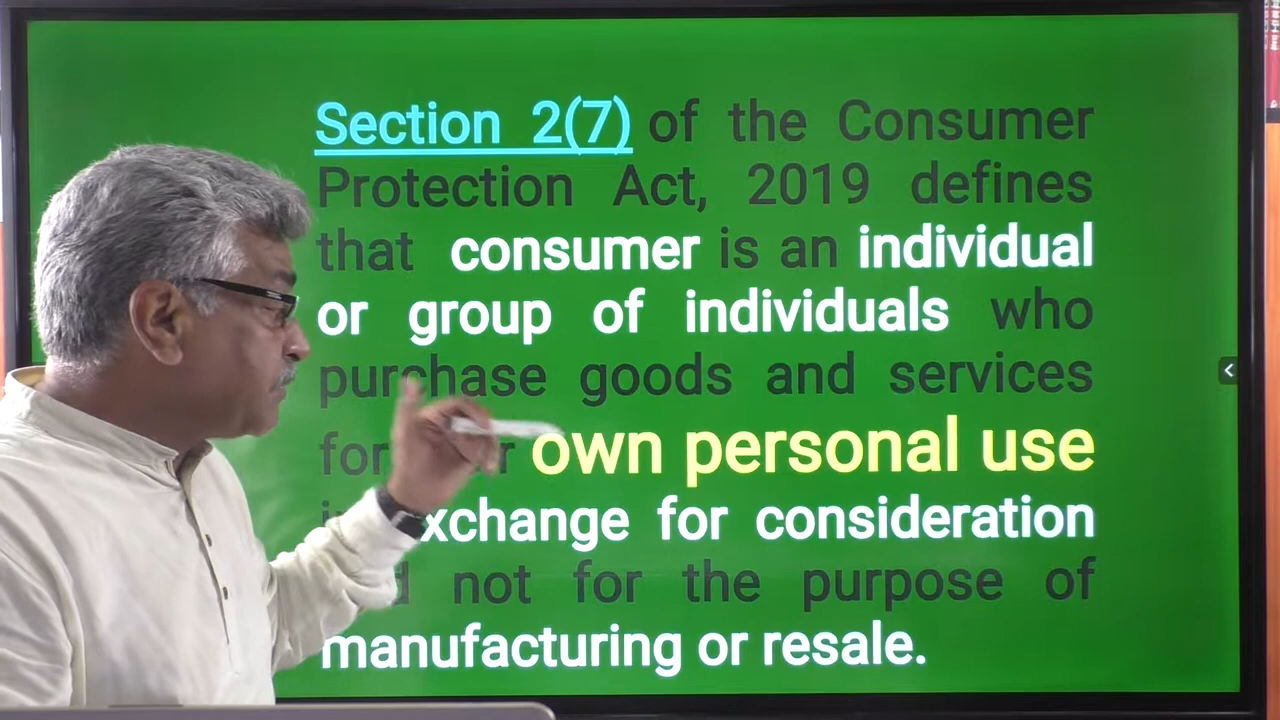 Section 2(7) of the Consumer
Protection Act, 2019 defines
that consumer is an individual
or group of individuals who
purchase goods and services
for own personal use
xchange for consideration
not for the purpose of
manufacturing or resale.